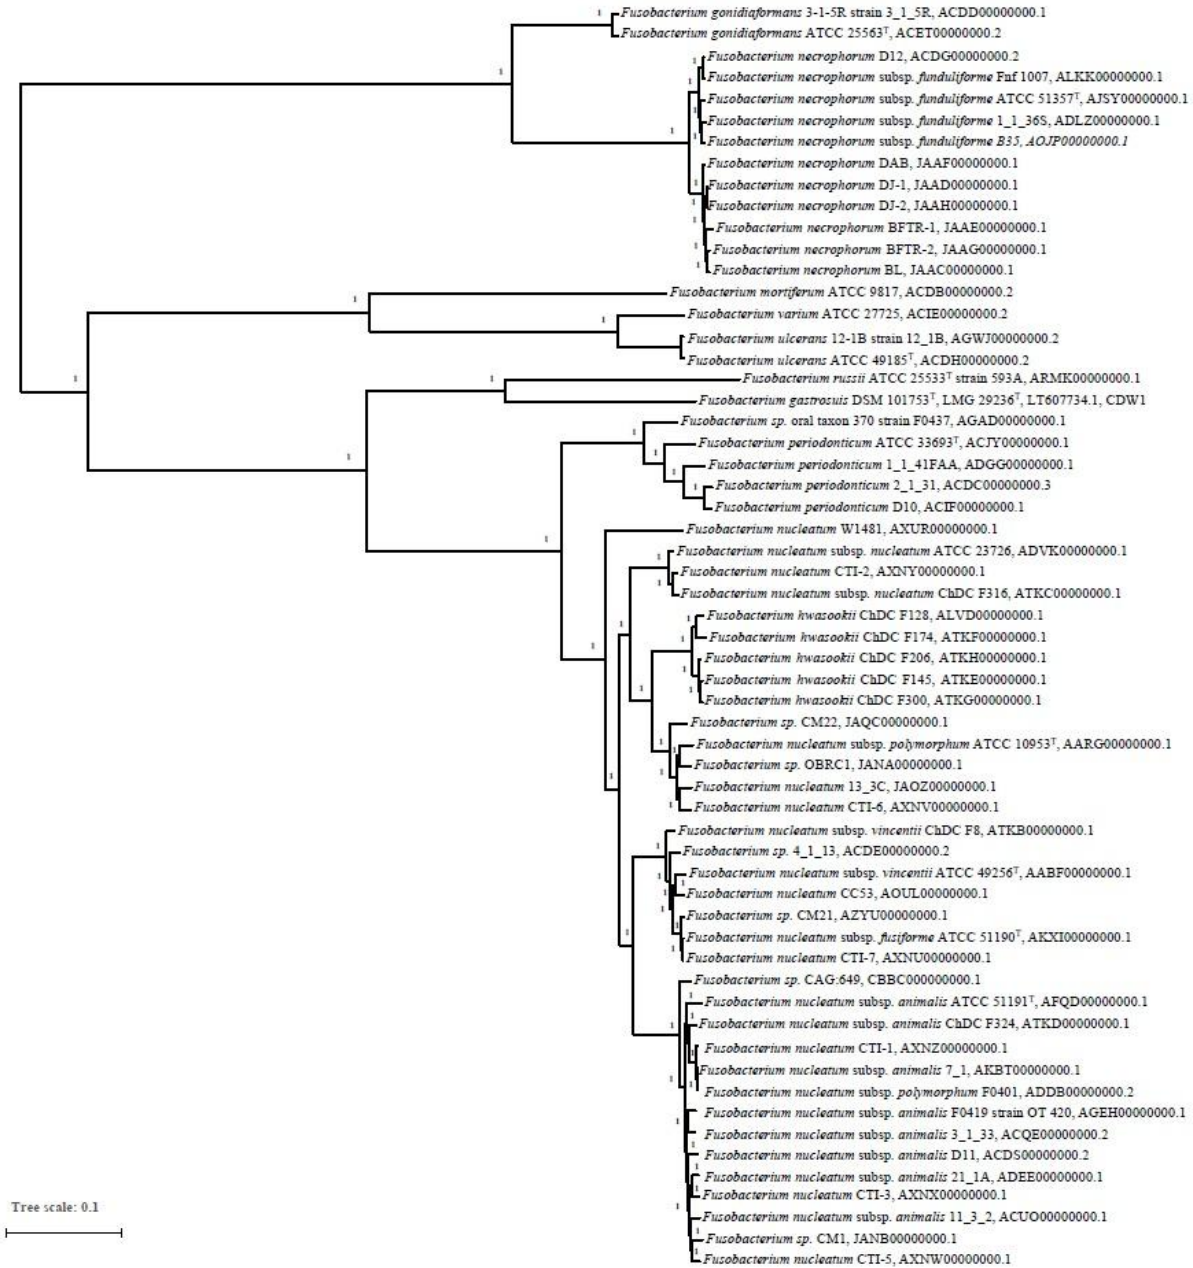 Fusobacterium gonidiaformans 3-1-5R strain 3_1_5R, ACDD00000000.1
Fusobacterium gonidiaformans ATCC 25563ᵀ, ACET00000000.2
Fusobacterium necrophorum D12, ACDG00000000.2
Fusobacterium necrophorum subsp. funduliforme Fnf 1007, ALKK00000000.1
Fusobacterium necrophorum subsp. funduliforme ATCC 51357ᵀ, AJSY00000000.1
Fusobacterium necrophorum subsp. funduliforme 1_1_36S, ADLZ00000000.1
Fusobacterium necrophorum subsp. funduliforme B35, AOJP00000000.1
Fusobacterium necrophorum DAB, JAAF00000000.1
Fusobacterium necrophorum DJ-1, JAAD00000000.1
Fusobacterium necrophorum DJ-2, JAAH00000000.1
Fusobacterium necrophorum BFTR-1, JAAE00000000.1
Fusobacterium necrophorum BFTR-2, JAAG00000000.1
Fusobacterium necrophorum BL, JAAC00000000.1
Fusobacterium mortiferum ATCC 9817, ACDB00000000.2
Fusobacterium varium ATCC 27725, ACIE00000000.2
Fusobacterium ulcerans 12-1B strain 12_1B, AGWJ00000000.2
Fusobacterium ulcerans ATCC 49185ᵀ, ACDH00000000.2
Fusobacterium russii ATCC 25533ᵀ strain 593A, ARMK00000000.1
Fusobacterium gastrosuis DSM 101753ᵀ, LMG 29236ᵀ, LT607734.1, CDW1
Fusobacterium sp. oral taxon 370 strain F0437, AGAD00000000.1
Fusobacterium periodonticum ATCC 33693ᵀ, ACJY00000000.1
Fusobacterium periodonticum 1_1_41FAA, ADGG00000000.1
Fusobacterium periodonticum 2_1_31, ACDC00000000.3
Fusobacterium periodonticum D10, ACIF00000000.1
Fusobacterium nucleatum W1481, AXUR00000000.1
Fusobacterium nucleatum subsp. nucleatum ATCC 23726, ADVK00000000.1
Fusobacterium nucleatum CTI-2, AXNY00000000.1
Fusobacterium nucleatum subsp. nucleatum ChDC F316, ATKC00000000.1
Fusobacterium hwasookii ChDC F128, ALVD00000000.1
Fusobacterium hwasookii ChDC F174, ATKF00000000.1
Fusobacterium hwasookii ChDC F206, ATKH00000000.1
Fusobacterium hwasookii ChDC F145, ATKE00000000.1
Fusobacterium hwasookii ChDC F300, ATKG00000000.1
Fusobacterium sp. CM22, JAQC00000000.1
Fusobacterium nucleatum subsp. polymorphum ATCC 10953ᵀ, AARG00000000.1
Fusobacterium sp. OBRC1, JANA00000000.1
Fusobacterium nucleatum 13_3C, JAOZ00000000.1
Fusobacterium nucleatum CTI-6, AXNV00000000.1
Fusobacterium nucleatum subsp. vincentii ChDC F8, ATKB00000000.1
Fusobacterium sp. 4_1_13, ACDE00000000.2
Fusobacterium nucleatum subsp. vincentii ATCC 49256ᵀ, AABF00000000.1
Fusobacterium nucleatum CC53, AOUL00000000.1
Fusobacterium sp. CM21, AZYU00000000.1
Fusobacterium nucleatum subsp. fusiforme ATCC 51190ᵀ, AKXI00000000.1
Fusobacterium nucleatum CTI-7, AXNU00000000.1
Fusobacterium sp. CAG:649, CBBC000000000.1
Fusobacterium nucleatum subsp. animalis ATCC 51191ᵀ, AFQD00000000.1
Fusobacterium nucleatum subsp. animalis ChDC F324, ATKD00000000.1
Fusobacterium nucleatum CTI-1, AXNZ00000000.1
Fusobacterium nucleatum subsp. animalis 7_1, AKBT00000000.1
Fusobacterium nucleatum subsp. polymorphum F0401, ADDB00000000.2
Fusobacterium nucleatum subsp. animalis F0419 strain OT 420, AGEH00000000.1
Fusobacterium nucleatum subsp. animalis 3_1_33, ACQE00000000.2
Fusobacterium nucleatum subsp. animalis D11, ACDS00000000.2
Fusobacterium nucleatum subsp. animalis 21_1A, ADEE00000000.1
Fusobacterium nucleatum CTI-3, AXNX00000000.1
Fusobacterium nucleatum subsp. animalis 11_3_2, ACUO00000000.1
Fusobacterium sp. CM1, JANB00000000.1
Fusobacterium nucleatum CTI-5, AXNW00000000.1
Tree scale: 0.1